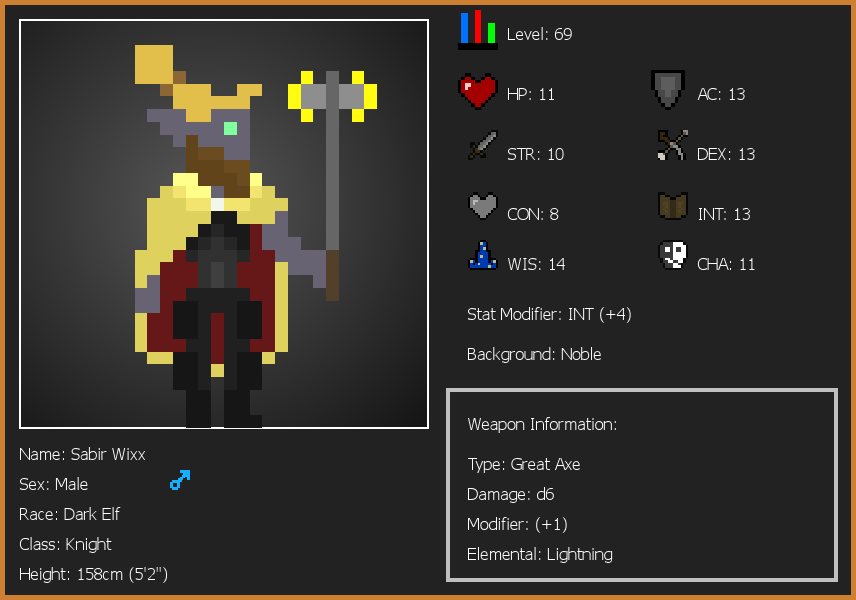 Level: 69
HP: 11
AC: 13
STR: 10
DEX: 13
CON: 8
INT: 13
WIS: 14
CHA: 11
Stat Modifier: INT (+4)
Background: Noble
Weapon Information:
Type: Great Axe
Damage: d6
Modifier: (+1)
Elemental: Lightning
Name: Sabir Wixx
Sex: Male
Race: Dark Elf
Class: Knight
Height: 158cm (5'2")